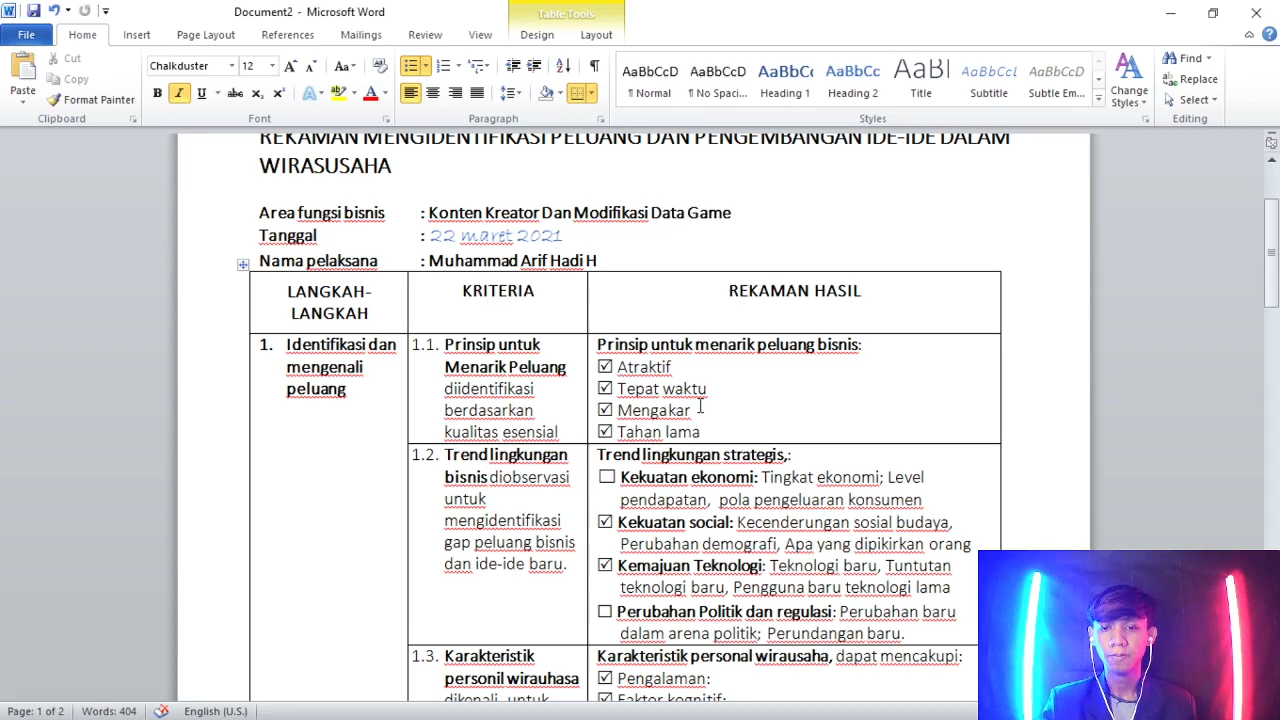 Document2 - Microsoft Word
Table Tools
File Home Insert Page Layout References Mailings Review View Design Layout
Paste
Cut
Copy
Format Painter
Clipboard
Chalkduster 12
Font
Paragraph
AaBbCcD
¶ Normal
AaBbCcD
¶ No Spaci...
AaBbCc
Heading 1
AaBbCc
Heading 2
AaBl
Title
AaBbCcD
Subtitle
AaBbCcD
Subtle Em...
Change Styles
Styles
Find
Replace
Select
Editing
REKAMAN MENGIDENTIFIKASI PELUANG DAN PENGEMBANGAN IDE-IDE DALAM
WIRASUSAHA
Area fungsi bisnis : Konten Kreator Dan Modifikasi Data Game
Tanggal : 22 maret 2021
Nama pelaksana : Muhammad Arif Hadi H
LANGKAH-
LANGKAH
KRITERIA
REKAMAN HASIL
1. Identifikasi dan
mengenali
peluang
1.1. Prinsip untuk
Menarik Peluang
diidentifikasi
berdasarkan
kualitas esensial
Prinsip untuk menarik peluang bisnis:
☑ Atraktif
☑ Tepat waktu
☑ Mengakar
☑ Tahan lama
1.2. Trend lingkungan
bisnis diobservasi
untuk
mengidentifikasi
gap peluang bisnis
dan ide-ide baru.
Trend lingkungan strategis,:
☐ Kekuatan ekonomi: Tingkat ekonomi; Level
pendapatan, pola pengeluaran konsumen
☑ Kekuatan social: Kecenderungan sosial budaya,
Perubahan demografi, Apa yang dipikirkan orang
☑ Kemajuan Teknologi: Teknologi baru, Tuntutan
teknologi baru, Pengguna baru teknologi lama
☐ Perubahan Politik dan regulasi: Perubahan baru
dalam arena politik; Perundangan baru.
1.3. Karakteristik
personil wirauhasa
dikenali untuk
Karakteristik personal wirausaha, dapat mencakupi:
☑ Pengalaman:
☑ Faktor kognitif:
Page: 1 of 2 Words: 404 English (U.S.)